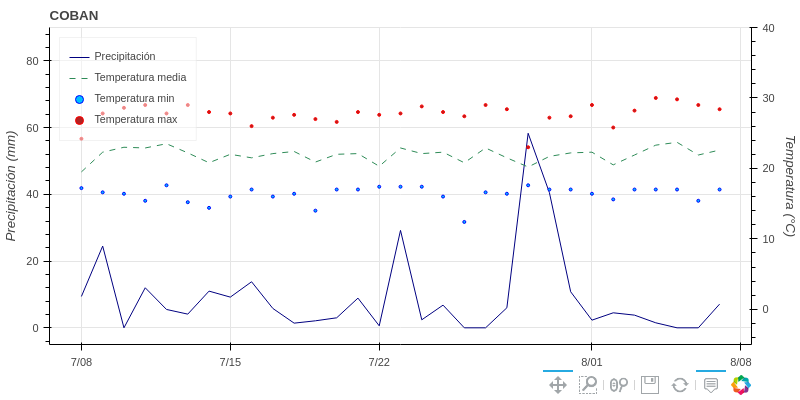 COBAN
Precipitación
Temperatura media
Temperatura min
Temperatura max
Precipitación (mm)
80
60
40
20
0
Temperatura (°C)
40
30
20
10
0
7/08 7/15 7/22 8/01 8/08